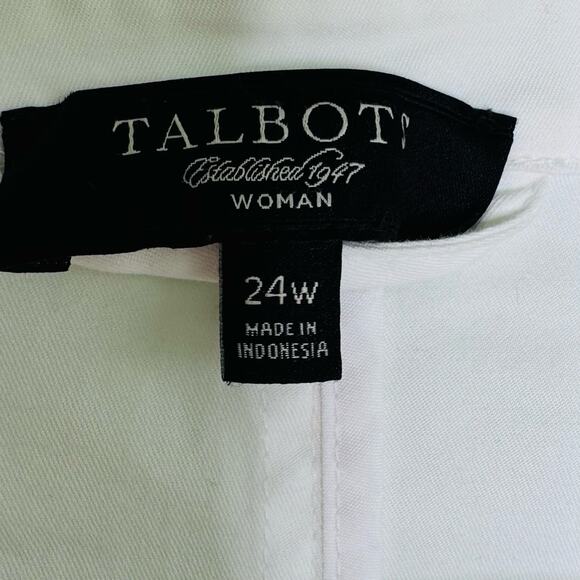 TALBOTS
Established 1947
WOMAN
24W
MADE IN
INDONESIA